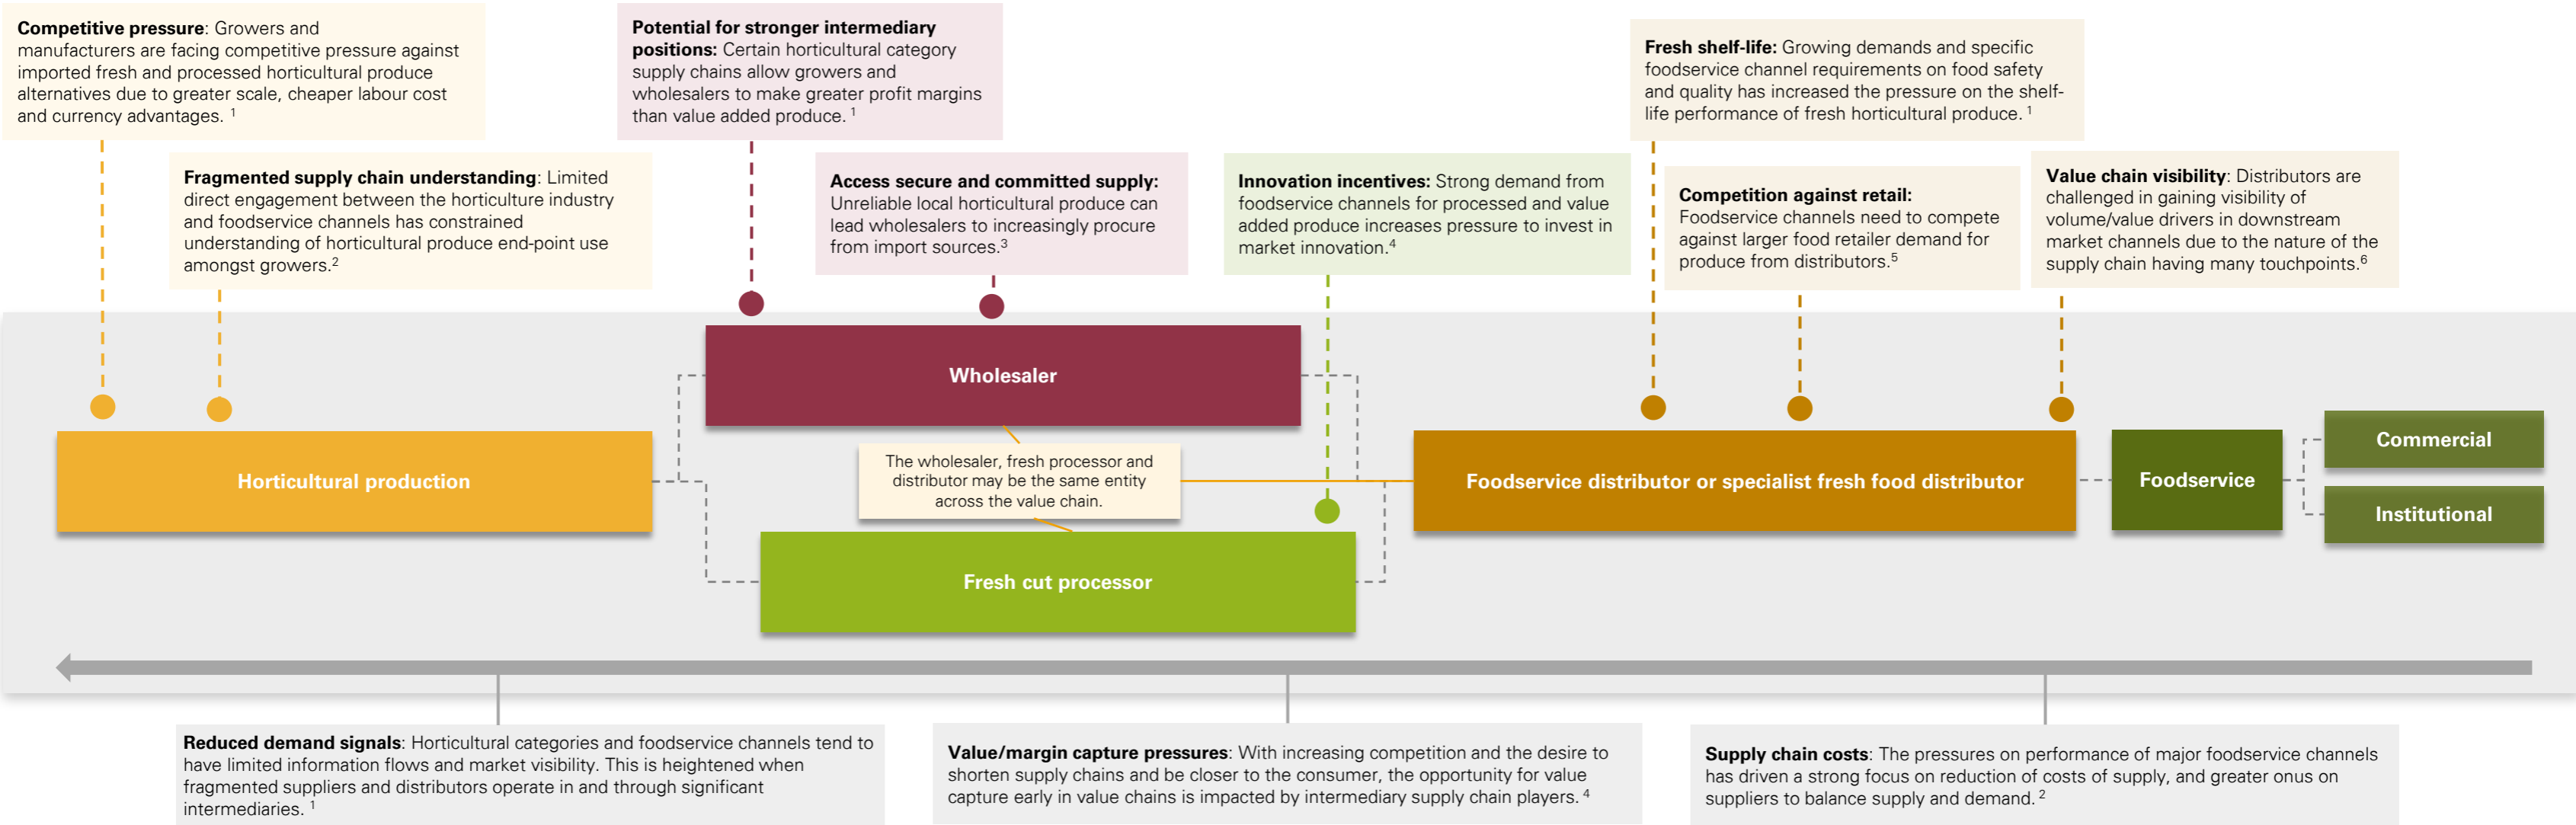 Competitive pressure: Growers and
manufacturers are facing competitive pressure against
imported fresh and processed horticultural produce
alternatives due to greater scale, cheaper labour cost
and currency advantages. 1
Fragmented supply chain understanding: Limited
direct engagement between the horticulture industry
and foodservice channels has constrained
understanding of horticultural produce end-point use
amongst growers.2
Potential for stronger intermediary
positions: Certain horticultural category
supply chains allow growers and
wholesalers to make greater profit margins
than value added produce. 1
Access secure and committed supply:
Unreliable local horticultural produce can
lead wholesalers to increasingly procure
from import sources.3
Innovation incentives: Strong demand from
foodservice channels for processed and value
added produce increases pressure to invest in
market innovation.4
Fresh shelf-life: Growing demands and specific
foodservice channel requirements on food safety
and quality has increased the pressure on the shelf-
life performance of fresh horticultural produce. 1
Competition against retail:
Foodservice channels need to compete
against larger food retailer demand for
produce from distributors.5
Value chain visibility: Distributors are
challenged in gaining visibility of
volume/value drivers in downstream
market channels due to the nature of the
supply chain having many touchpoints.6
Horticultural production
Wholesaler
The wholesaler, fresh processor and
distributor may be the same entity
across the value chain.
Fresh cut processor
Foodservice distributor or specialist fresh food distributor
Foodservice
Commercial
Institutional
Reduced demand signals: Horticultural categories and foodservice channels tend to
have limited information flows and market visibility. This is heightened when
fragmented suppliers and distributors operate in and through significant
intermediaries. 1
Value/margin capture pressures: With increasing competition and the desire to
shorten supply chains and be closer to the consumer, the opportunity for value
capture early in value chains is impacted by intermediary supply chain players. 4
Supply chain costs: The pressures on performance of major foodservice channels
has driven a strong focus on reduction of costs of supply, and greater onus on
suppliers to balance supply and demand. 2